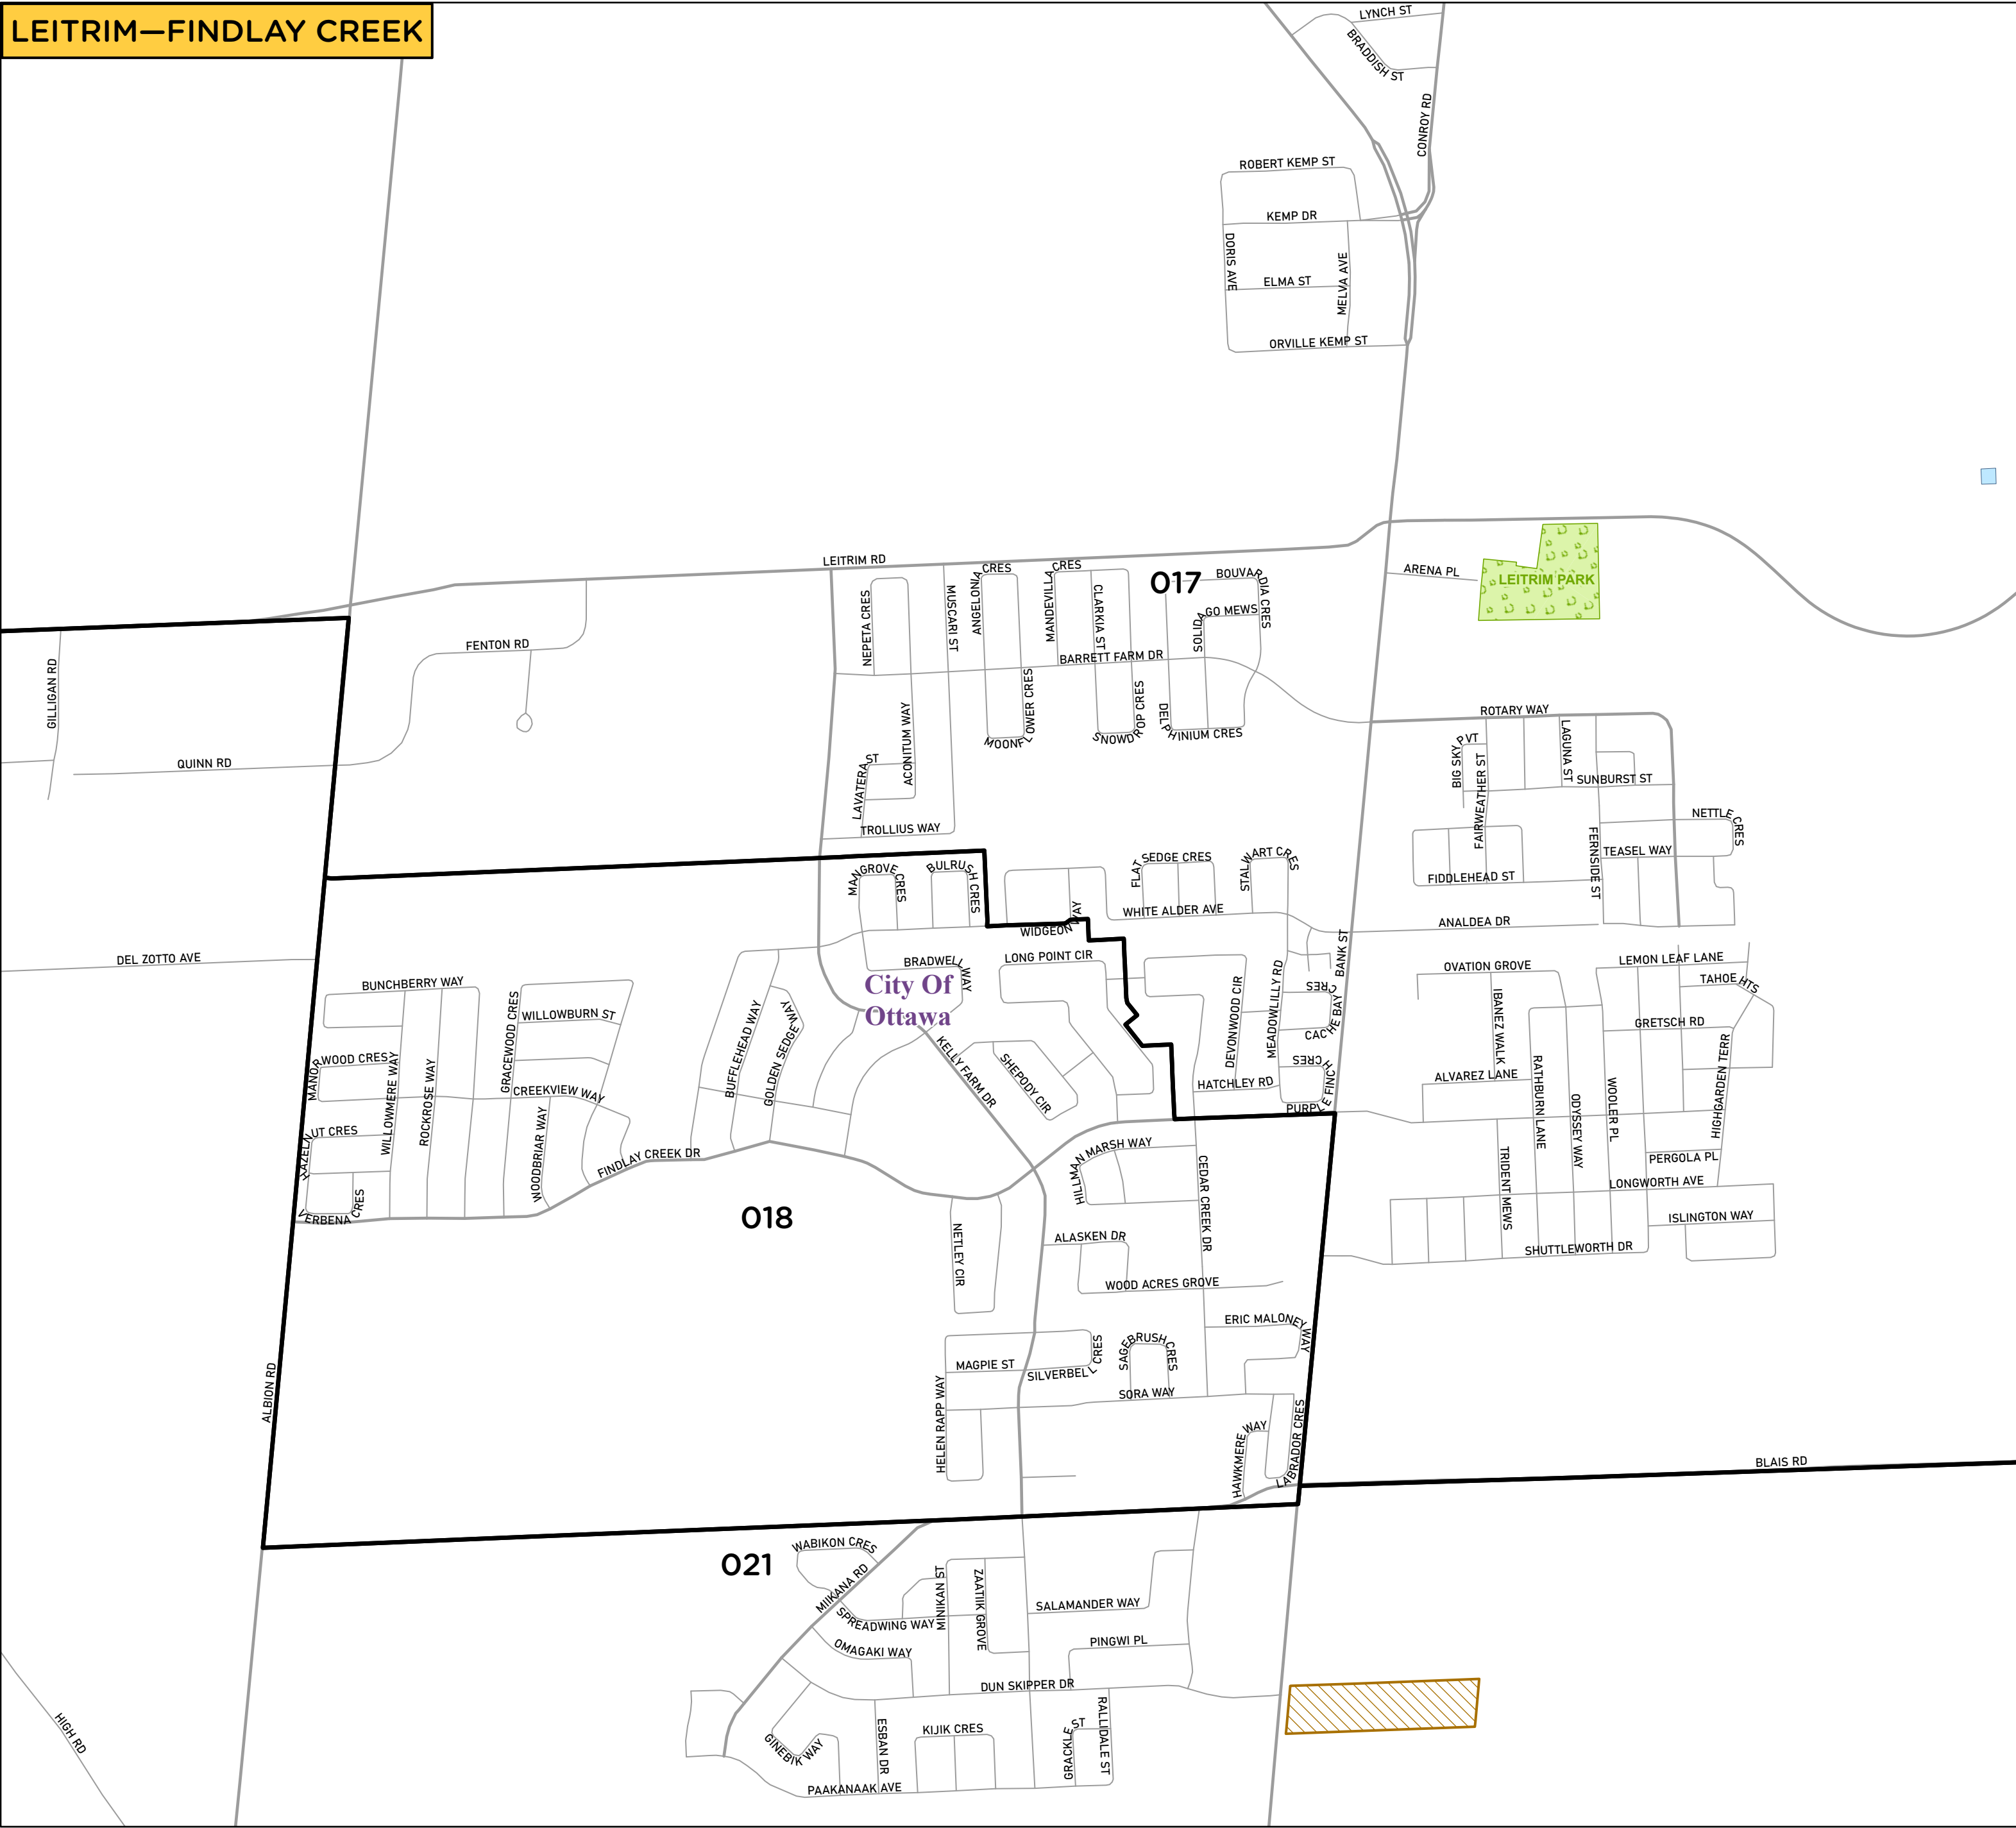 LEITRIM—FINDLAY CREEK
LYNCH ST
BRADDISH ST
CONROY RD
ROBERT KEMP ST
KEMP DR
DORIS AVE
ELMA ST
MELVA AVE
ORVILLE KEMP ST
LEITRIM RD
ARENA PL
LEITRIM PARK
017
NEPETA CRES
MUSCARI ST
ANGELONIA CRES
MANDEVILLA CRES
CLARKIA ST
BOUVARDIA CRES
SOLIDAGO MEWS
BARRETT FARM DR
FENTON RD
GILLIGAN RD
QUINN RD
ACONITUM WAY
MOONFLOWER CRES
SNOWDROP CRES
DELPHINIUM CRES
LAVATERA ST
TROLLIUS WAY
ROTARY WAY
BIG SKY PVT
FAIRWEATHER ST
LAGUNA ST
SUNBURST ST
NETTLE CRES
FERNSIDE ST
TEASEL WAY
FIDDLEHEAD ST
ANALDEA DR
MANGROVE CRES
BULRUSH CRES
FLAT SEDGE CRES
STALWART CRES
WHITE ALDER AVE
WIDGEON WAY
BANK ST
DEL ZOTTO AVE
BRADWELL WAY
LONG POINT CIR
City Of
Ottawa
BUNCHBERRY WAY
GRACEWOOD CRES
WILLOWBURN ST
BUFFLEHEAD WAY
GOLDEN SEDGE WAY
KELLY FARM DR
SHEPODY CIR
DEVONWOOD CIR
MEADOWLILLY RD
CACHE BAY CRES
HATCHLEY RD
PURPLE FINCH CRES
OVATION GROVE
LEMON LEAF LANE
TAHOE HTS
IBANEZ WALK
GRETSCH RD
ALVAREZ LANE
RATHBURN LANE
ODYSSEY WAY
WOOLER PL
HIGHGARDEN TERR
MANORWOOD CRES
WILLOWMERE WAY
ROCKROSE WAY
CREEKVIEW WAY
WOODBRIAR WAY
HAZELNUT CRES
VERBENA CRES
FINDLAY CREEK DR
HILLMAN MARSH WAY
CEDAR CREEK DR
TRIDENT MEWS
PERGOLA PL
LONGWORTH AVE
ISLINGTON WAY
SHUTTLEWORTH DR
018
NETLEY CIR
ALASKEN DR
WOOD ACRES GROVE
ERIC MALONEY WAY
MAGPIE ST
SILVERBELL CRES
SAGEBRUSH CRES
SORA WAY
HELEN RAPP WAY
HAWKMERE WAY
LABRADOR CRES
ALBION RD
BLAIS RD
021
WABIKON CRES
MIIKANA RD
SPREADWING WAY
MINIKAN ST
ZAATIIK GROVE
SALAMANDER WAY
OMAGAKI WAY
PINGWI PL
DUN SKIPPER DR
HIGH RD
GINEBIK WAY
ESBAN DR
KIJIK CRES
GRACKLE ST
RALLIDALE ST
PAAKANAAK AVE